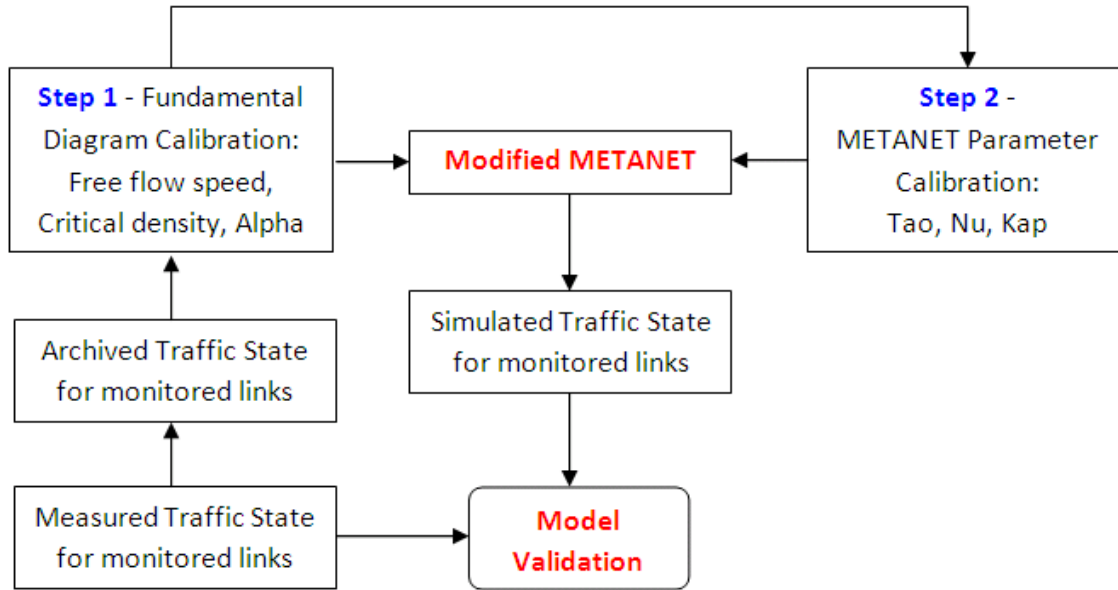 Step 1 - Fundamental
Diagram Calibration:
Free flow speed,
Critical density, Alpha
Step 2 -
METANET Parameter
Calibration:
Tao, Nu, Kap
Modified METANET
Archived Traffic State
for monitored links
Simulated Traffic State
for monitored links
Measured Traffic State
for monitored links
Model
Validation